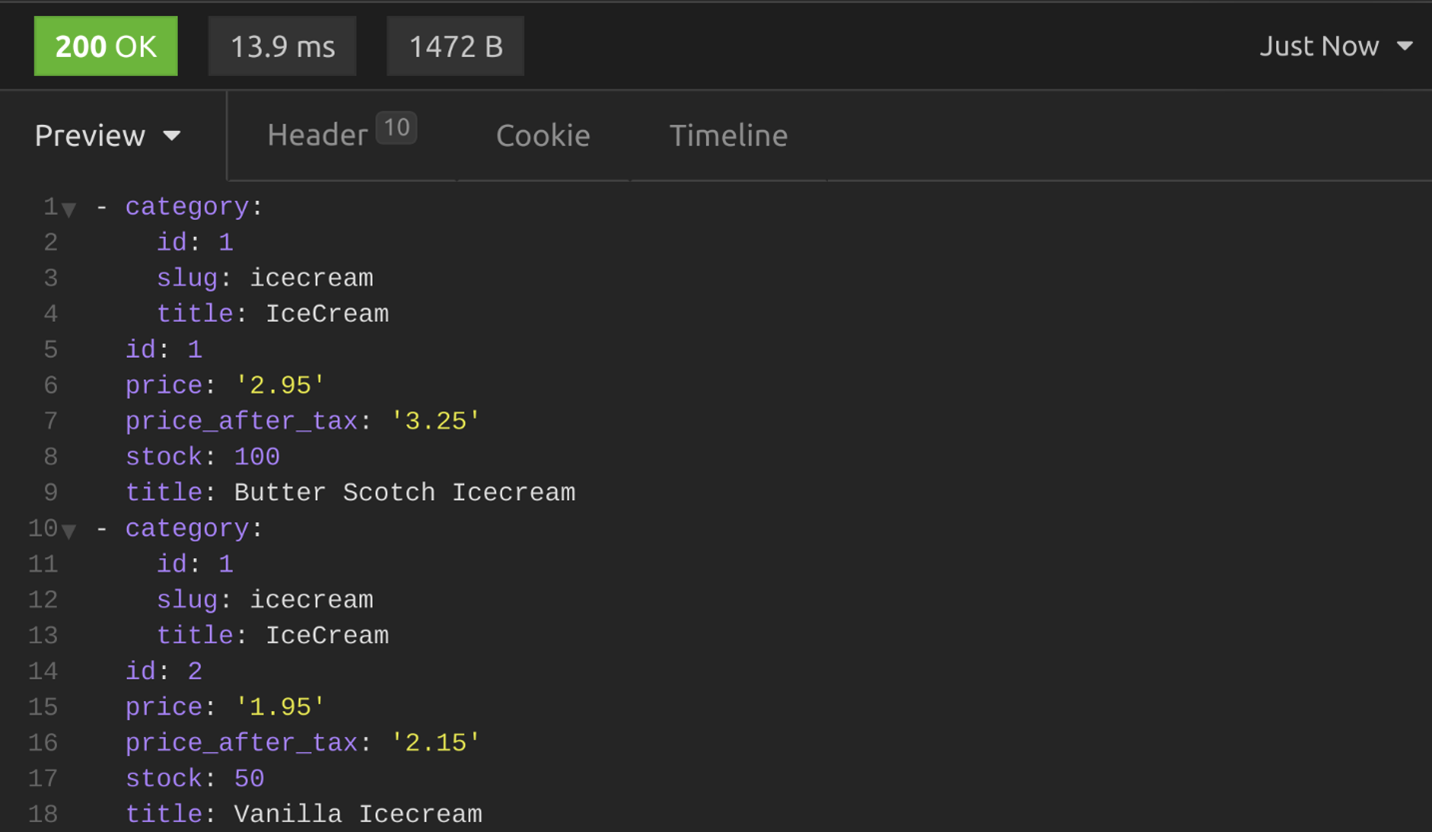 200 OK 13.9 ms 1472 B Just Now
Preview Header 10 Cookie Timeline
1 - category:
2 id: 1
3 slug: icecream
4 title: IceCream
5 id: 1
6 price: '2.95'
7 price_after_tax: '3.25'
8 stock: 100
9 title: Butter Scotch Icecream
10 - category:
11 id: 1
12 slug: icecream
13 title: IceCream
14 id: 2
15 price: '1.95'
16 price_after_tax: '2.15'
17 stock: 50
18 title: Vanilla Icecream